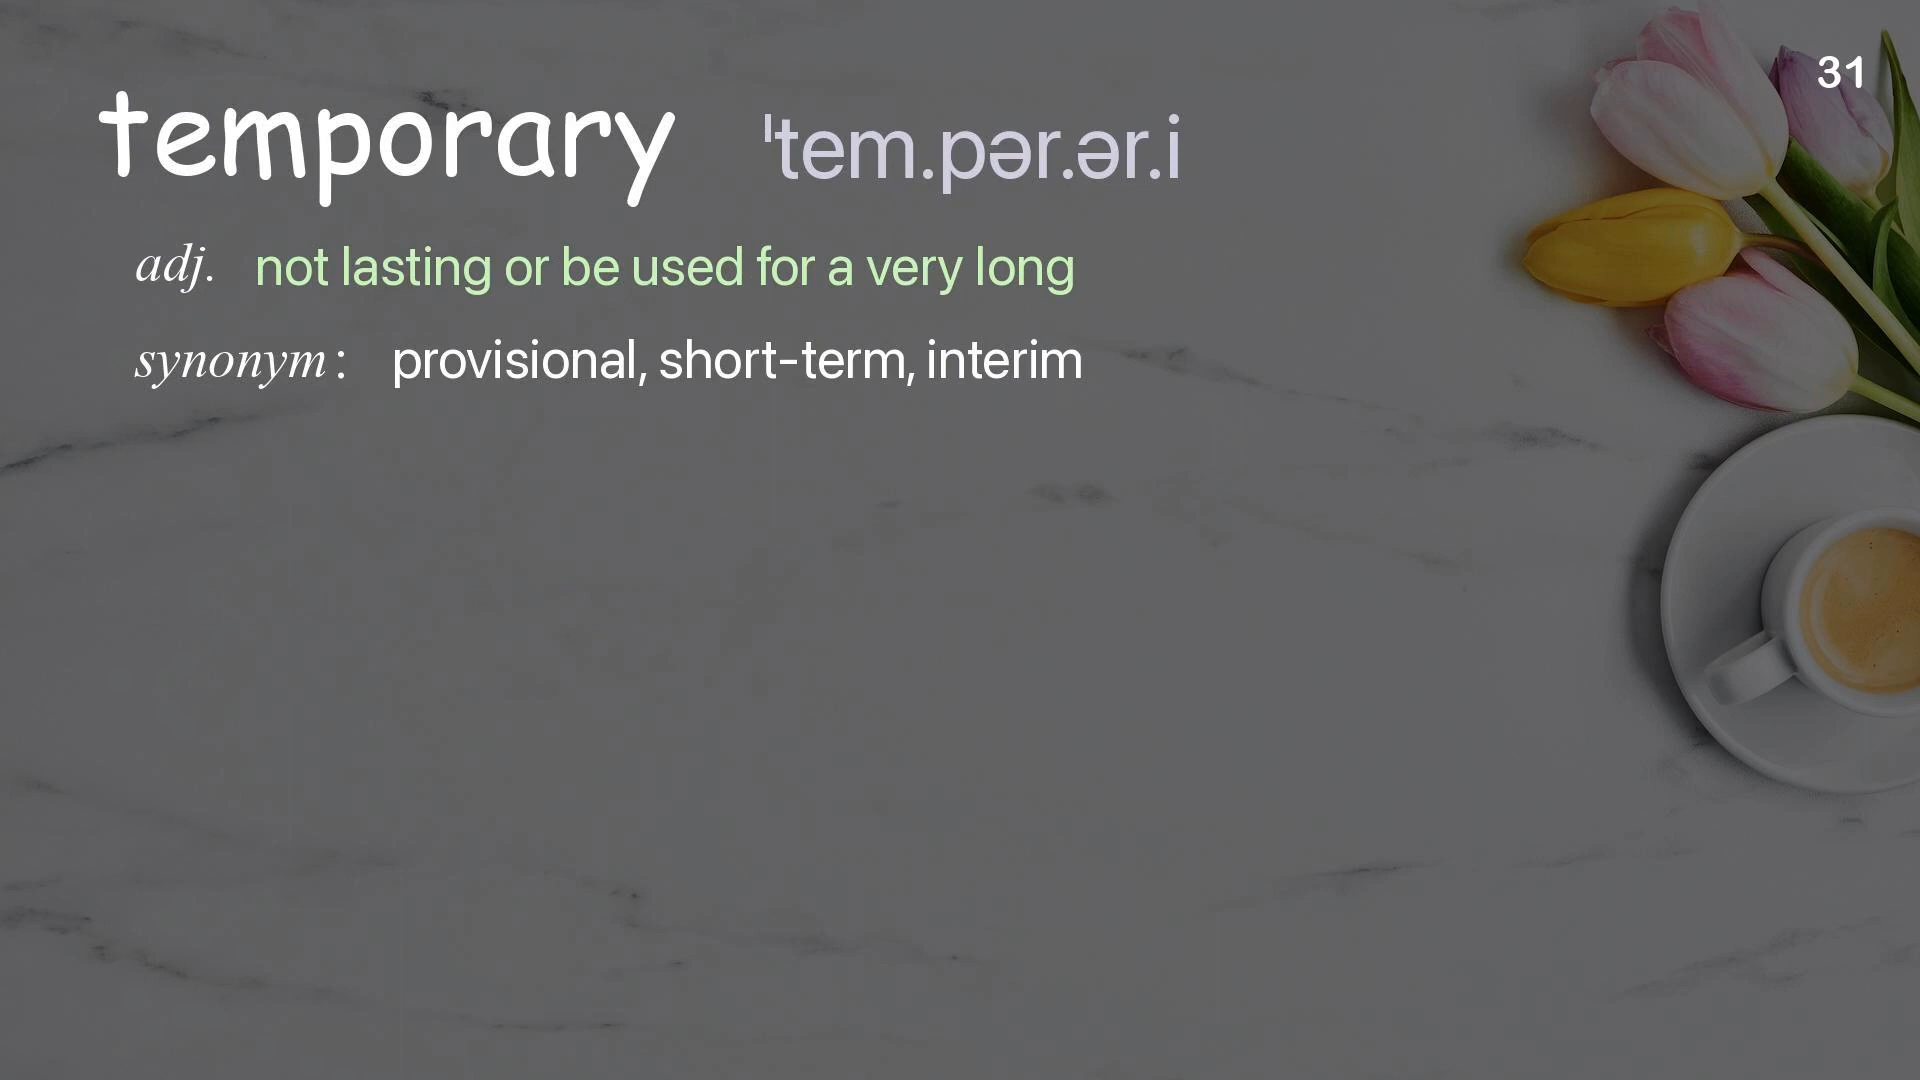 31
temporary ˈtem.pər.ər.i
adj. not lasting or be used for a very long
synonym: provisional, short-term, interim